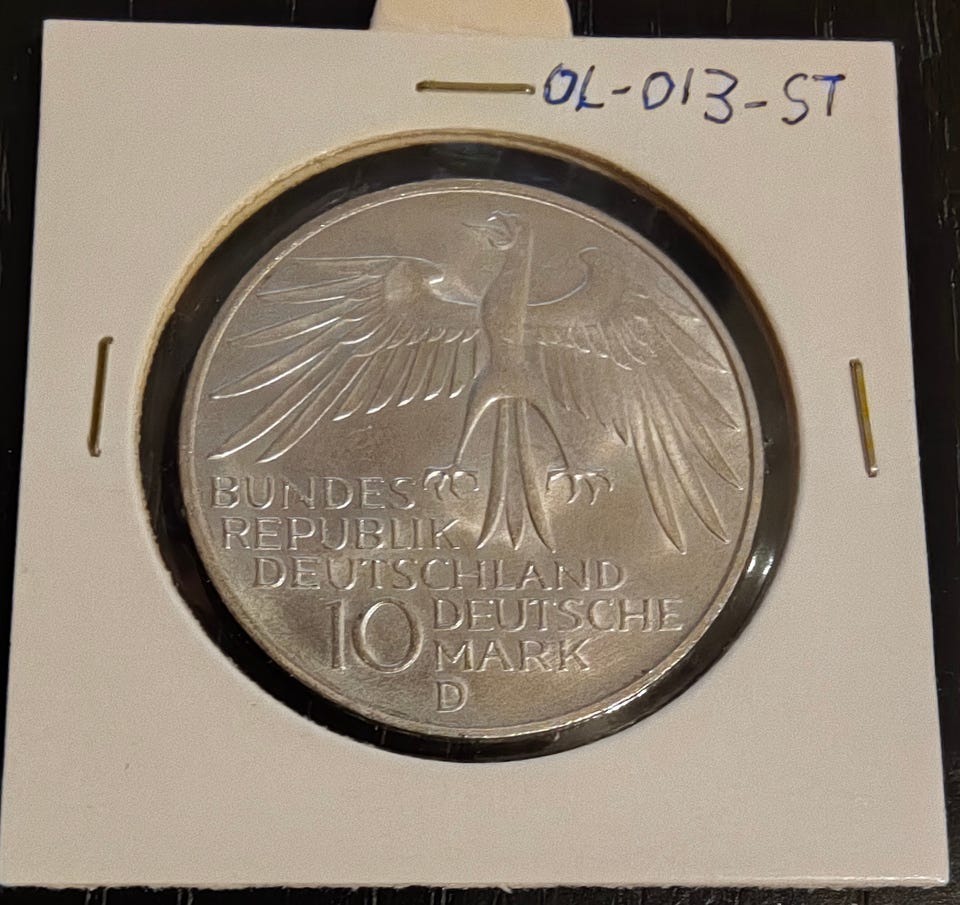 OL-013-ST
BUNDES
REPUBLIK
DEUTSCHLAND
10 DEUTSCHE
MARK
D